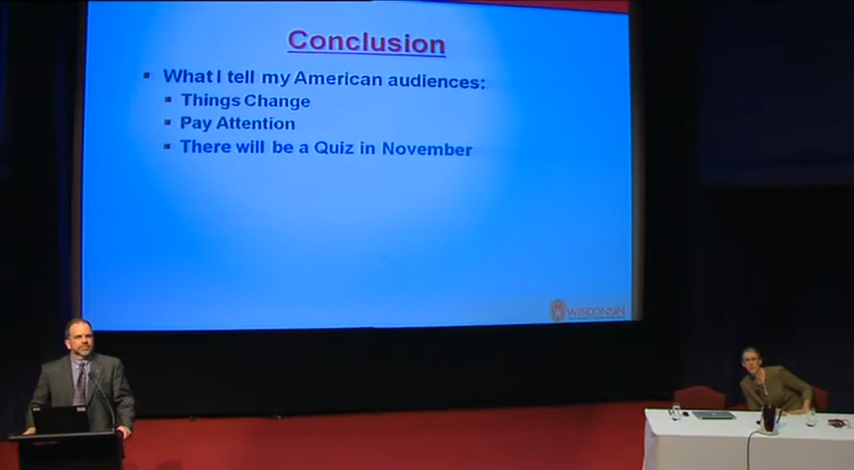 Conclusion
What I tell my American audiences:
Things Change
Pay Attention
There will be a Quiz in November
WISCONSIN